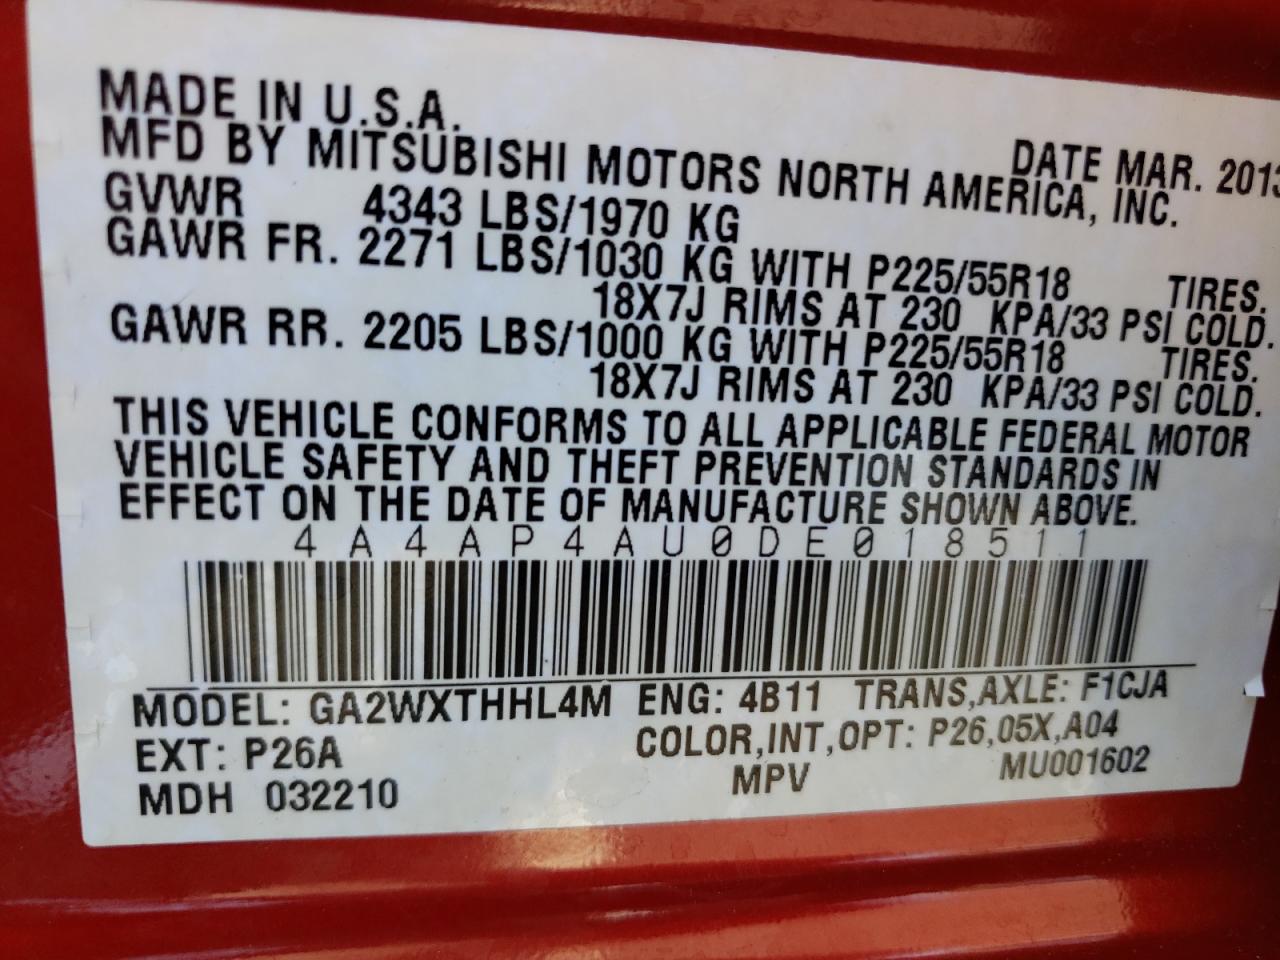 MADE IN U.S.A.
DATE MAR. 2013
MFD BY MITSUBISHI MOTORS NORTH AMERICA, INC.
GVWR 4343 LBS/1970 KG
GAWR FR. 2271 LBS/1030 KG WITH P225/55R18 TIRES.
18X7J RIMS AT 230 KPA/33 PSI COLD.
GAWR RR. 2205 LBS/1000 KG WITH P225/55R18 TIRES.
18X7J RIMS AT 230 KPA/33 PSI COLD.
THIS VEHICLE CONFORMS TO ALL APPLICABLE FEDERAL MOTOR
VEHICLE SAFETY AND THEFT PREVENTION STANDARDS IN
EFFECT ON THE DATE OF MANUFACTURE SHOWN ABOVE.
4A4AP4AU0DE018511
MODEL: GA2WXTHHL4M ENG: 4B11 TRANS,AXLE: F1CJA
EXT: P26A COLOR,INT,OPT: P26,05X,A04
MDH 032210 MPV MU001602